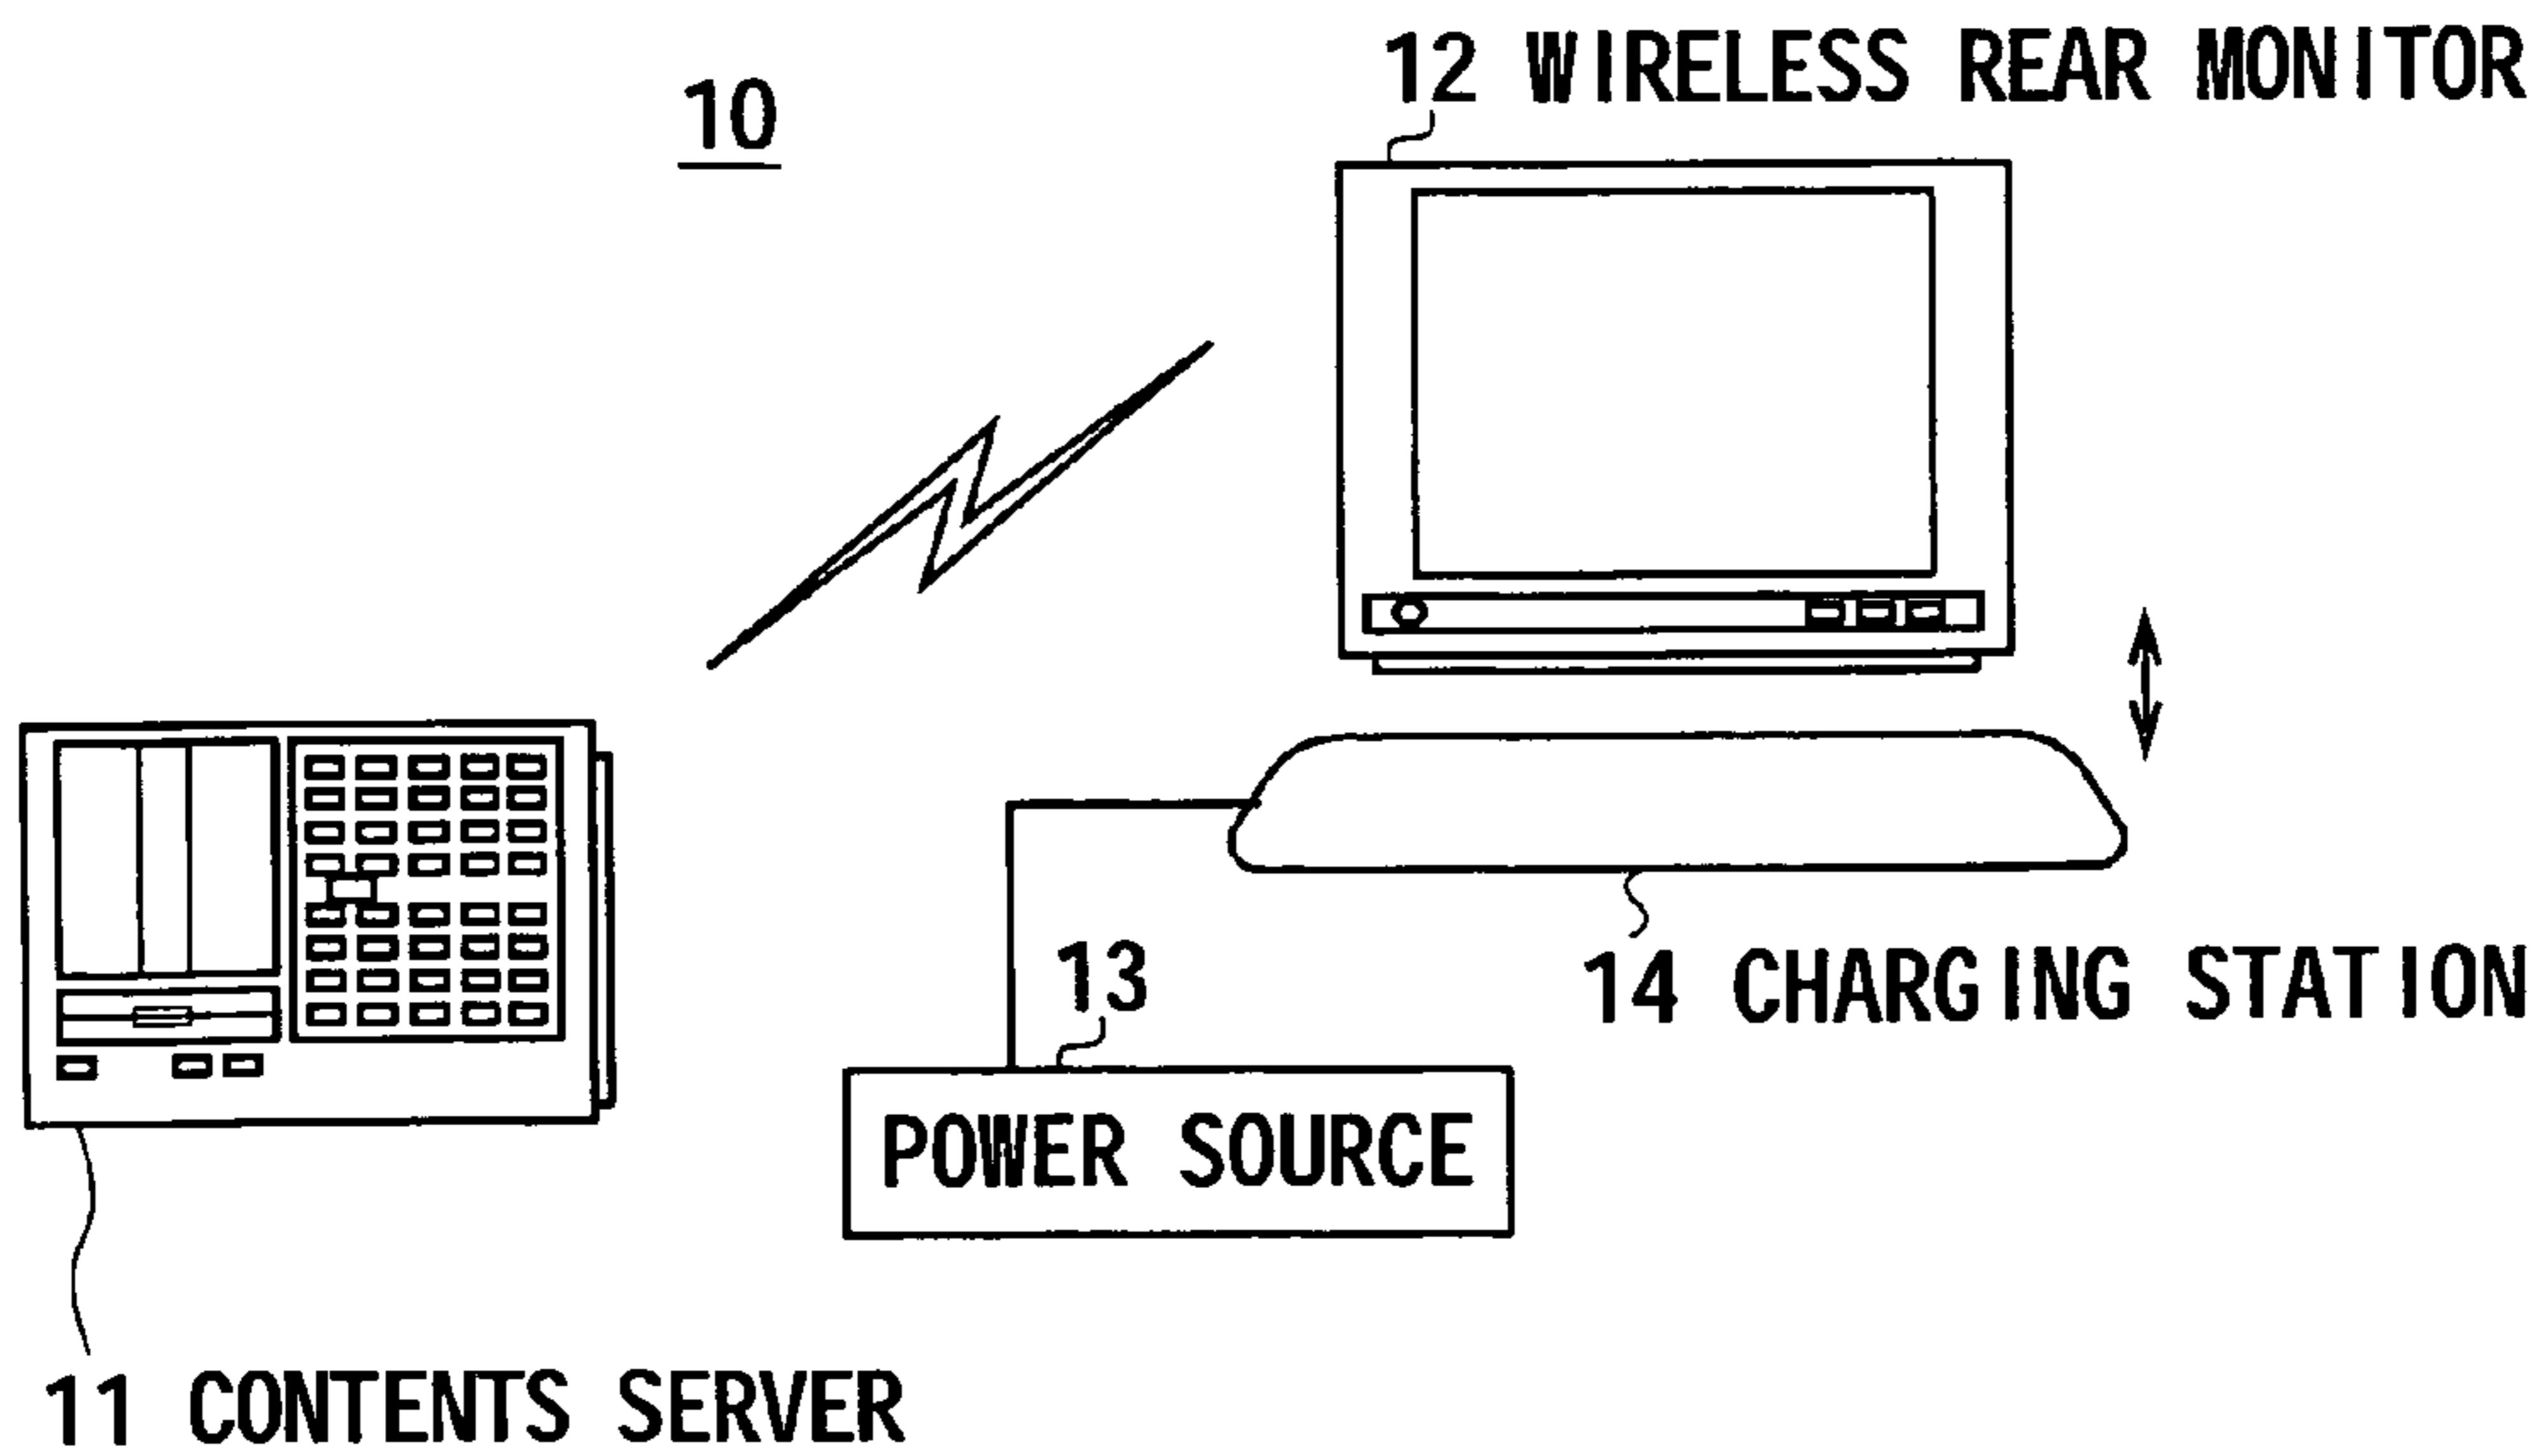 10
12 WIRELESS REAR MONITOR
13
14 CHARGING STATION
POWER SOURCE
11 CONTENTS SERVER